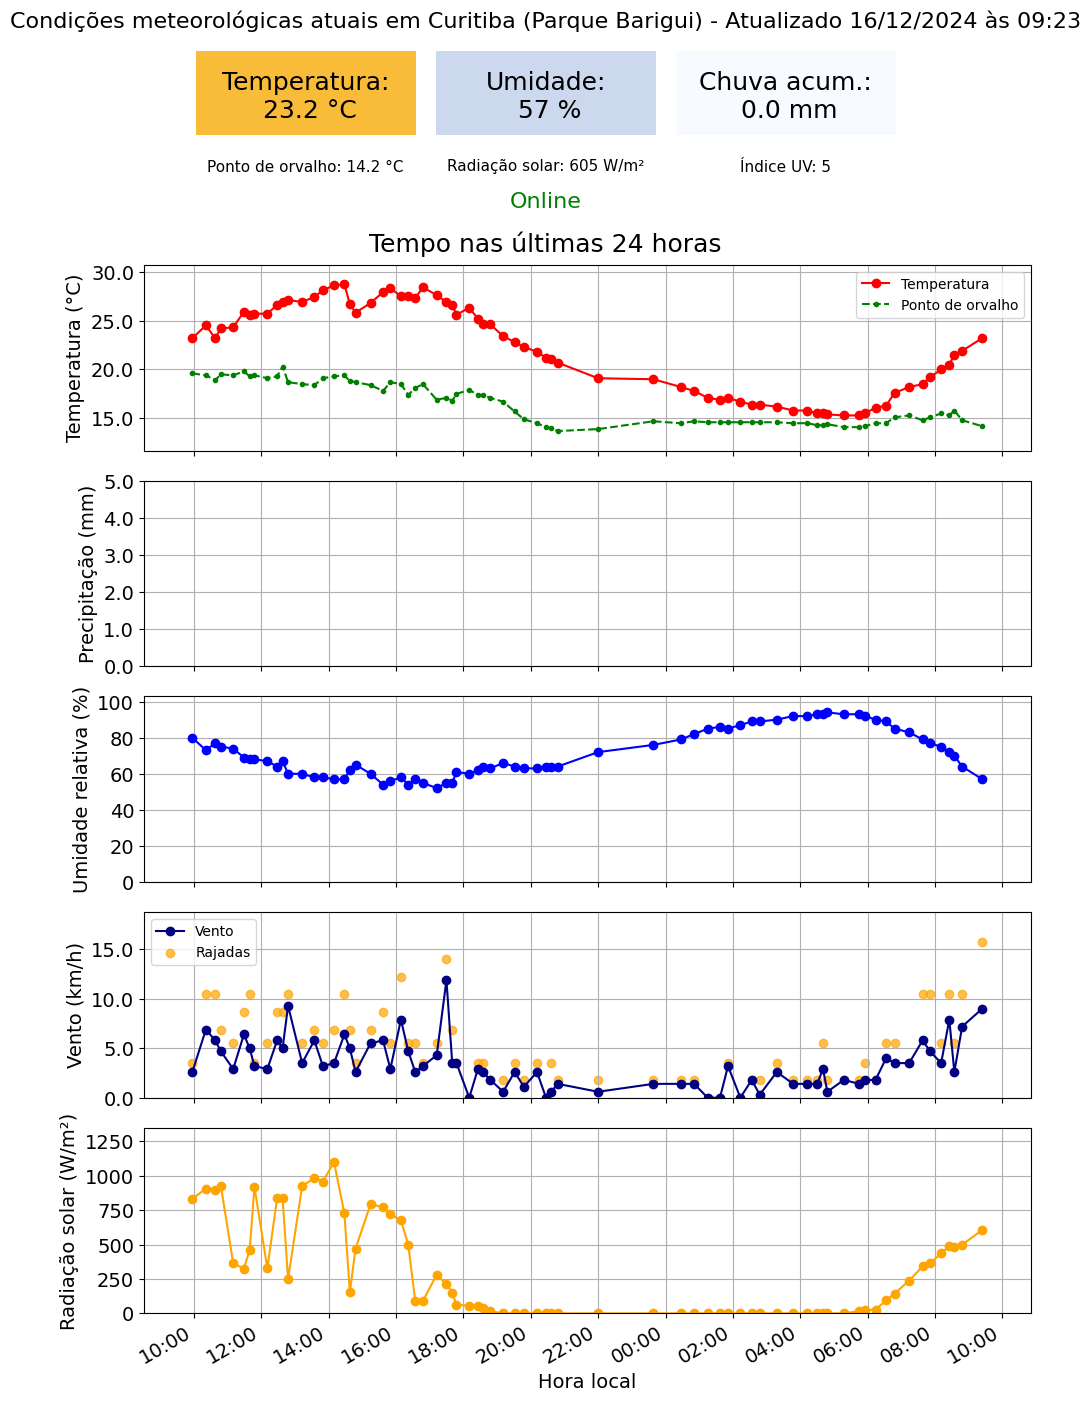 Condições meteorológicas atuais em Curitiba (Parque Barigui) - Atualizado 16/12/2024 às 09:23
Temperatura:
23.2 °C
Umidade:
57 %
Chuva acum.:
0.0 mm
Ponto de orvalho: 14.2 °C
Radiação solar: 605 W/m²
Índice UV: 5
Online
Tempo nas últimas 24 horas
Temperatura (°C)
30.0
25.0
20.0
15.0
Temperatura
Ponto de orvalho
Precipitação (mm)
5.0
4.0
3.0
2.0
1.0
0.0
Umidade relativa (%)
100
80
60
40
20
0
Vento (km/h)
15.0
10.0
5.0
0.0
Vento
Rajadas
Radiação solar (W/m²)
1250
1000
750
500
250
0
10:00
12:00
14:00
16:00
18:00
20:00
22:00
00:00
02:00
04:00
06:00
08:00
10:00
Hora local